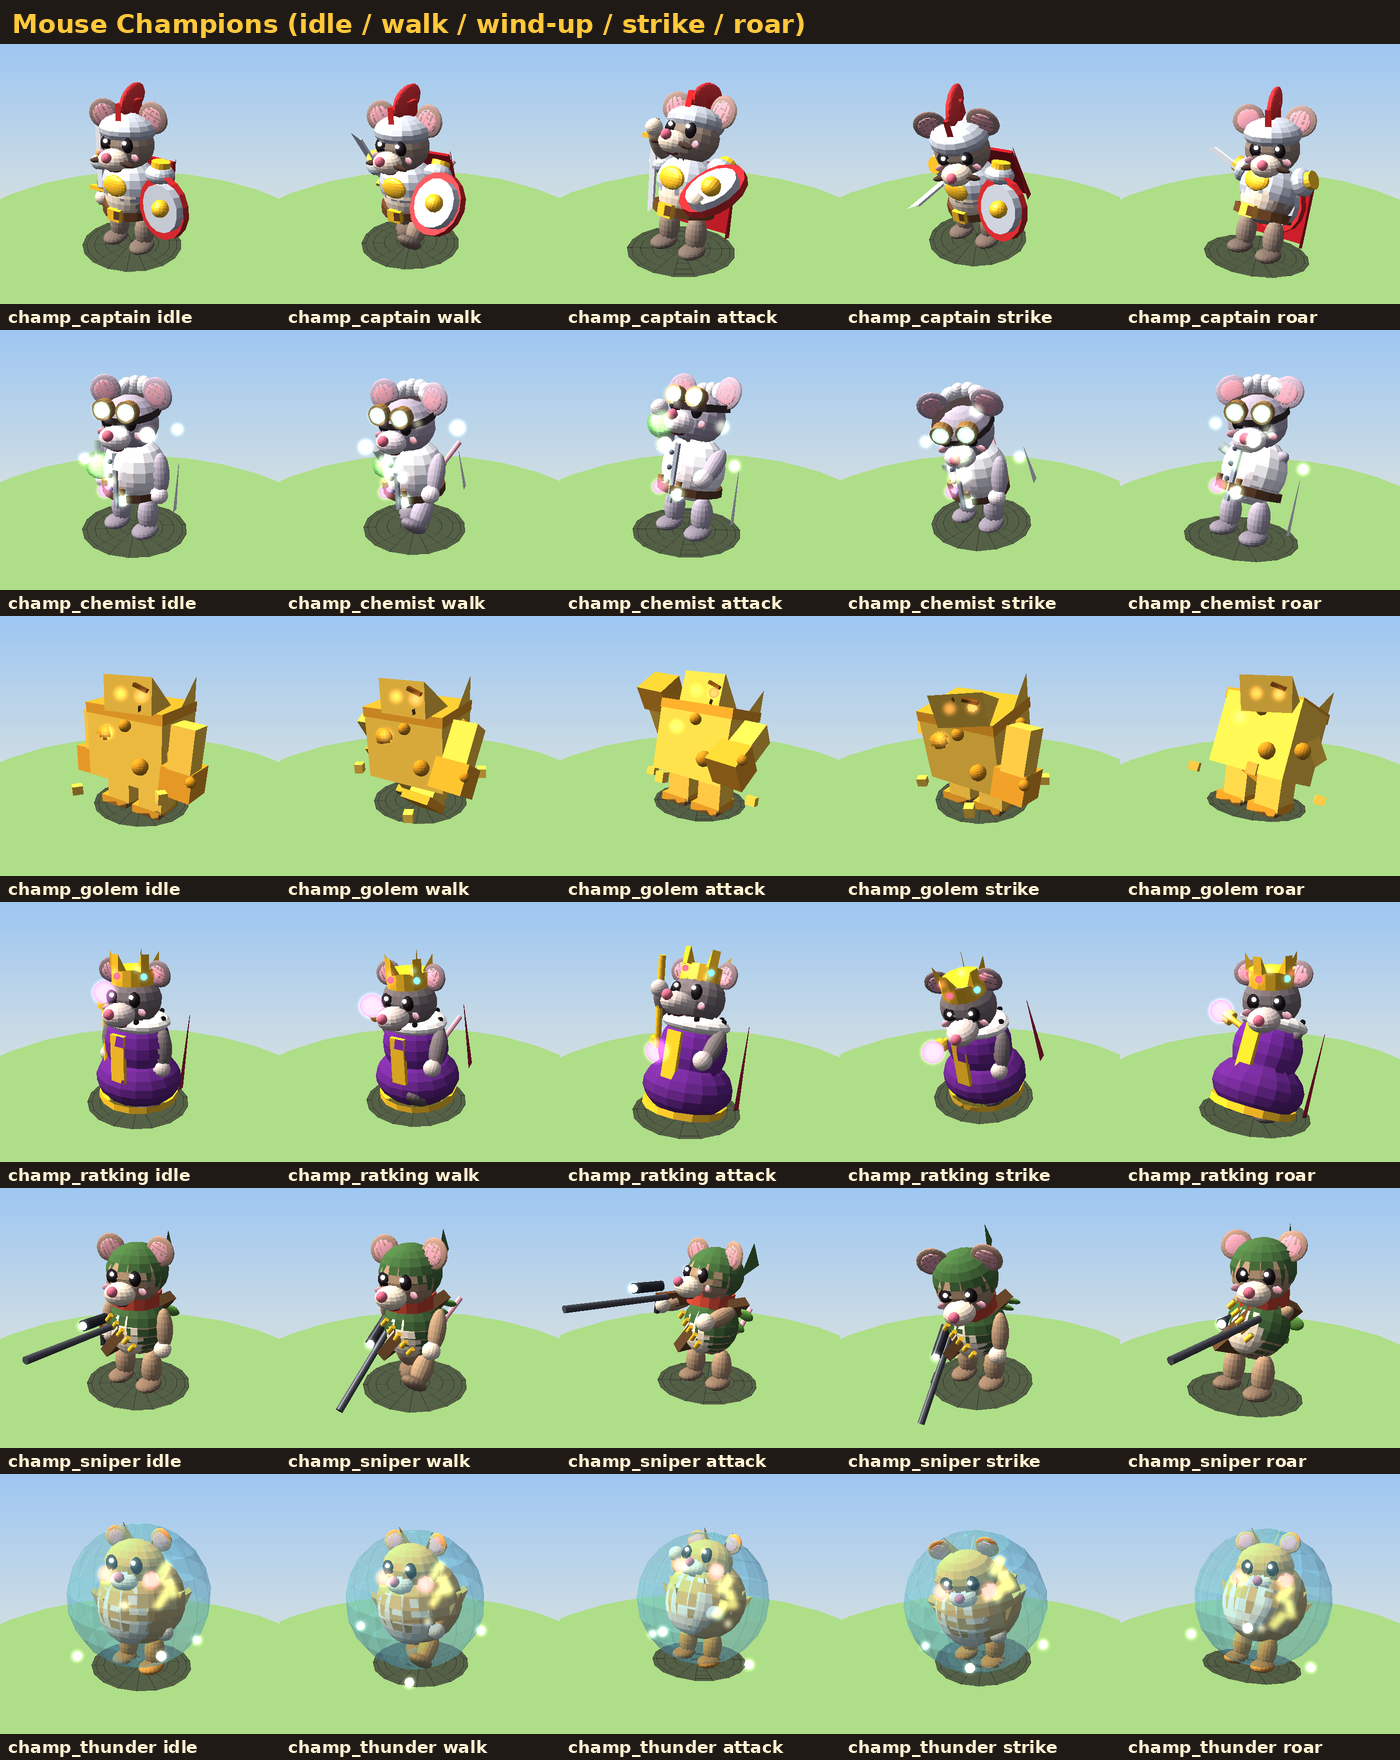 Mouse Champions (idle / walk / wind-up / strike / roar)
champ_captain idle
champ_captain walk
champ_captain attack
champ_captain strike
champ_captain roar
champ_chemist idle
champ_chemist walk
champ_chemist attack
champ_chemist strike
champ_chemist roar
champ_golem idle
champ_golem walk
champ_golem attack
champ_golem strike
champ_golem roar
champ_ratking idle
champ_ratking walk
champ_ratking attack
champ_ratking strike
champ_ratking roar
champ_sniper idle
champ_sniper walk
champ_sniper attack
champ_sniper strike
champ_sniper roar
champ_thunder idle
champ_thunder walk
champ_thunder attack
champ_thunder strike
champ_thunder roar